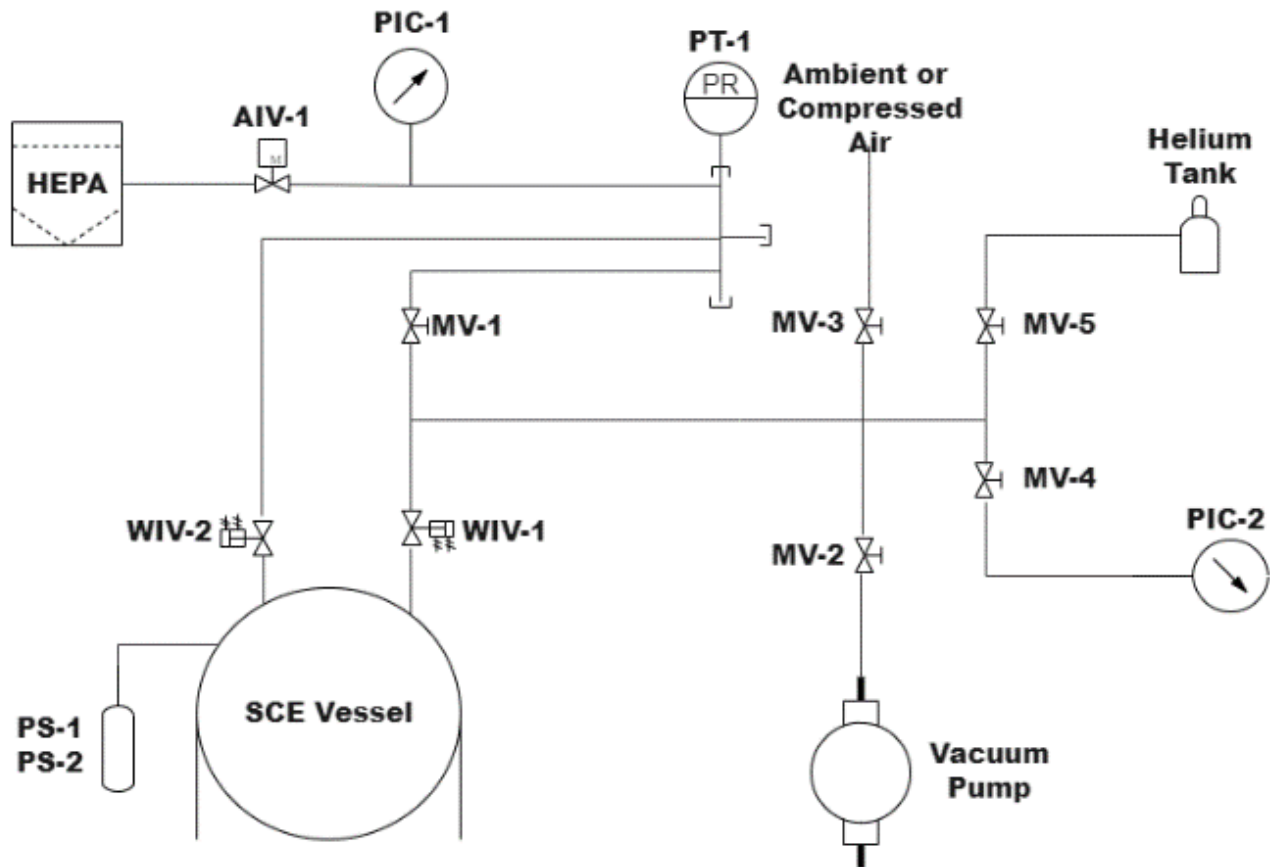 PIC-1
PT-1
PR
Ambient or
Compressed
Air
AIV-1
M
HEPA
Helium
Tank
MV-1
MV-3
MV-5
MV-4
WIV-2
WIV-1
MV-2
PIC-2
SCE Vessel
PS-1
PS-2
Vacuum
Pump